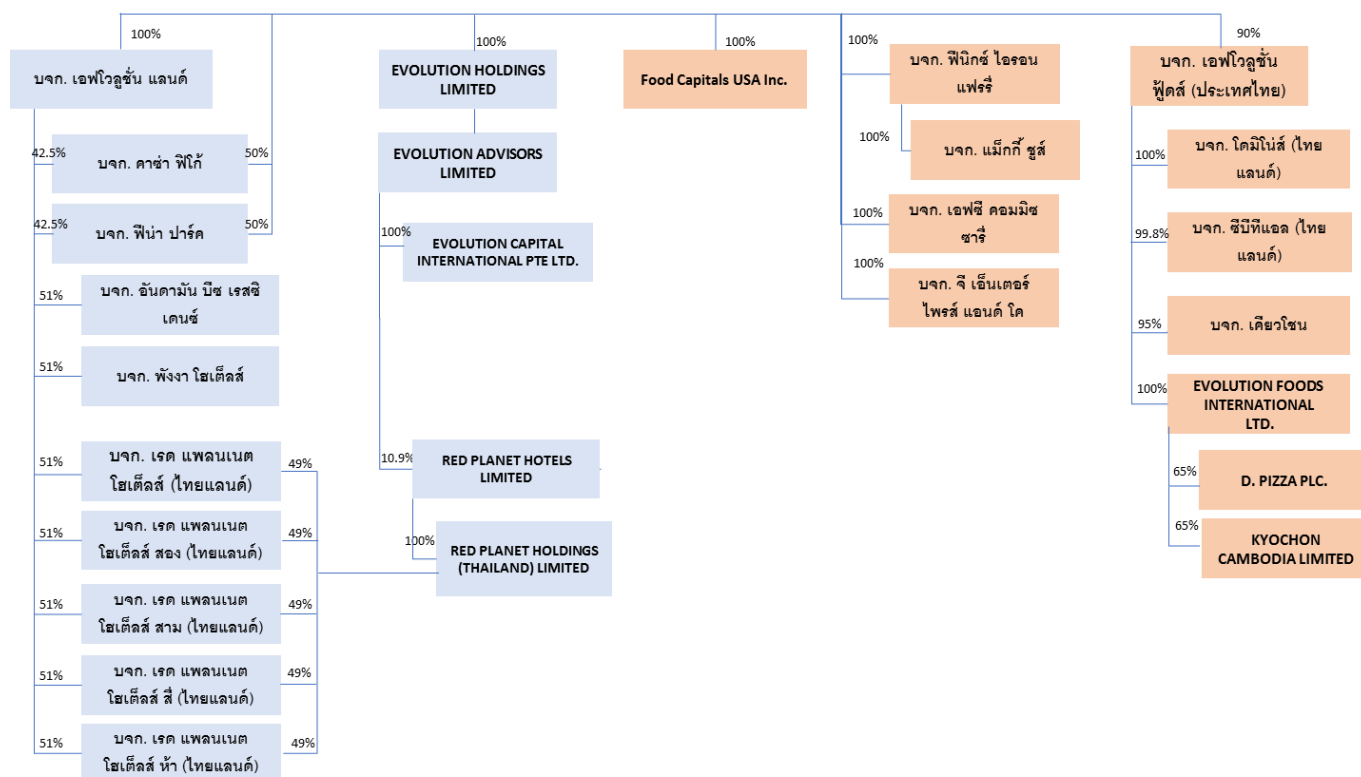 100%
บจก. เอฟโวลูชั่น แลนด์
42.5%
บจก. คาซ่า ฟิโก้
50%
42.5%
บจก. ฟีน่า ปาร์ค
50%
51%
บจก. อันดามัน บีช เรสซิ
เดนซ์
51%
บจก. พังงา โฮเต็ลส์
51%
บจก. เรด แพลนเนต
โฮเต็ลส์ (ไทยแลนด์)
49%
51%
บจก. เรด แพลนเนต
โฮเต็ลส์ สอง (ไทยแลนด์)
49%
51%
บจก. เรด แพลนเนต
โฮเต็ลส์ สาม (ไทยแลนด์)
49%
51%
บจก. เรด แพลนเนต
โฮเต็ลส์ สี่ (ไทยแลนด์)
49%
51%
บจก. เรด แพลนเนต
โฮเต็ลส์ ห้า (ไทยแลนด์)
49%
100%
EVOLUTION HOLDINGS
LIMITED
EVOLUTION ADVISORS
LIMITED
100%
EVOLUTION CAPITAL
INTERNATIONAL PTE LTD.
10.9%
RED PLANET HOTELS
LIMITED
100%
RED PLANET HOLDINGS
(THAILAND) LIMITED
100%
Food Capitals USA Inc.
100%
บจก. ฟีนิกซ์ ไอรอน
แฟรรี่
100%
บจก. แม็กกี้ ชูส์
100%
บจก. เอฟซี คอมมิซ
ซารี่
100%
บจก. จี เอ็นเตอร์
ไพรส์ แอนด์ โค
90%
บจก. เอฟโวลูชั่น
ฟู้ดส์ (ประเทศไทย)
100%
บจก. โดมิโน่ส์ (ไทย
แลนด์)
99.8%
บจก. ซีบีทีแอล (ไทย
แลนด์)
95%
บจก. เคียวโชน
100%
EVOLUTION FOODS
INTERNATIONAL
LTD.
65%
D. PIZZA PLC.
65%
KYOCHON
CAMBODIA LIMITED